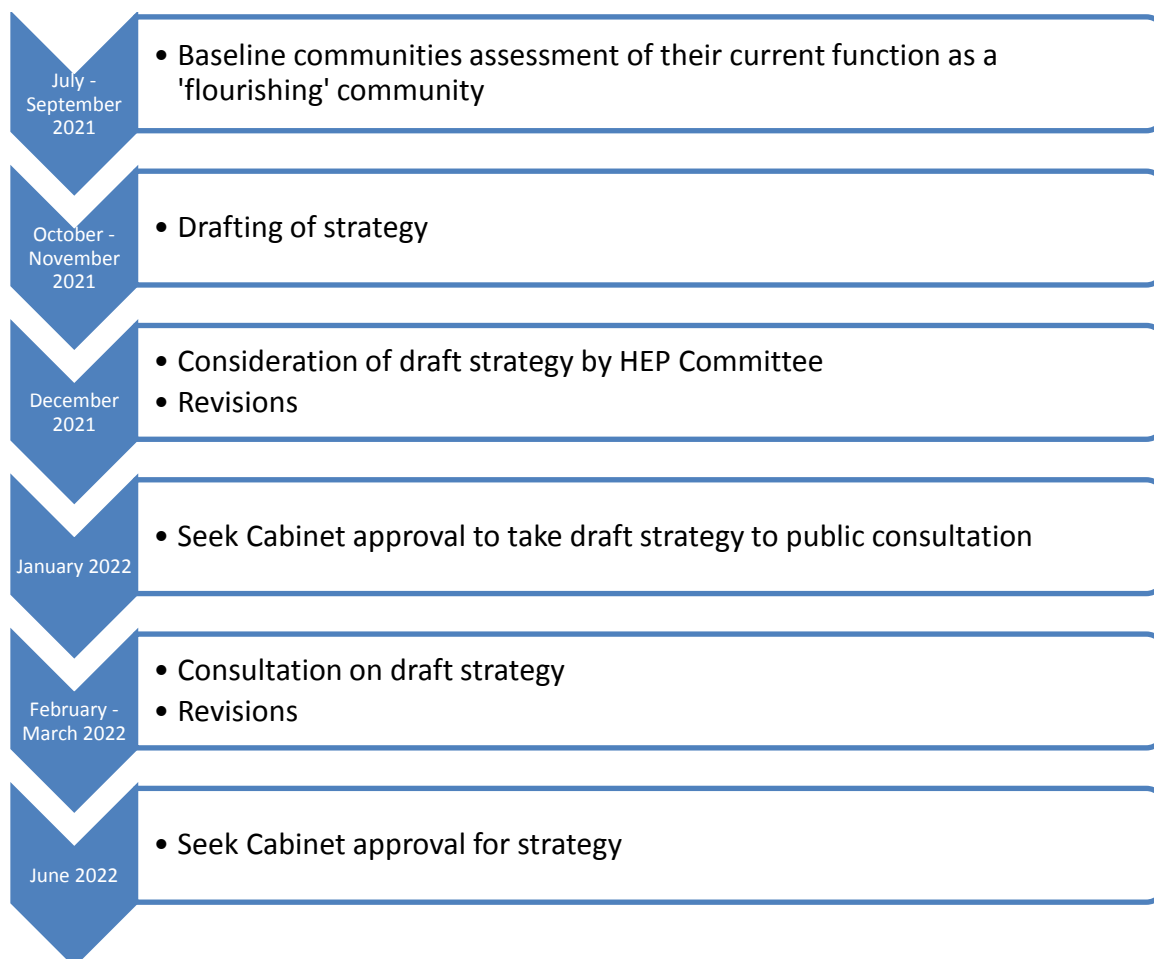 July -
September
2021
• Baseline communities assessment of their current function as a
'flourishing' community
October -
November
2021
• Drafting of strategy
December
2021
• Consideration of draft strategy by HEP Committee
• Revisions
January 2022
• Seek Cabinet approval to take draft strategy to public consultation
February -
March 2022
• Consultation on draft strategy
• Revisions
June 2022
• Seek Cabinet approval for strategy